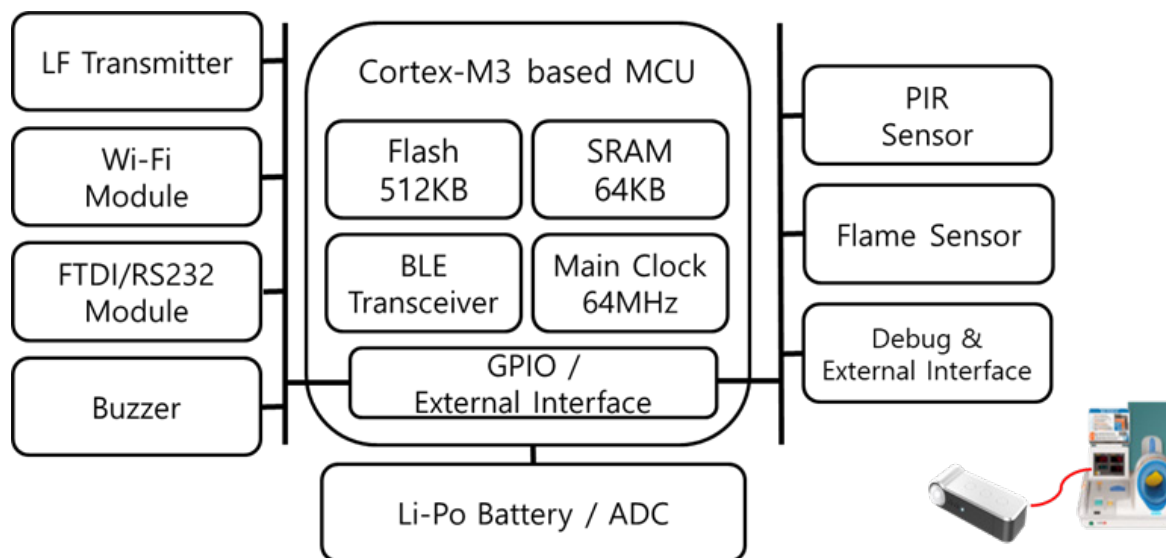 LF Transmitter
Wi-Fi
Module
FTDI/RS232
Module
Buzzer
Cortex-M3 based MCU
Flash
512KB
SRAM
64KB
BLE
Transceiver
Main Clock
64MHz
GPIO /
External Interface
Li-Po Battery / ADC
PIR
Sensor
Flame Sensor
Debug &
External Interface